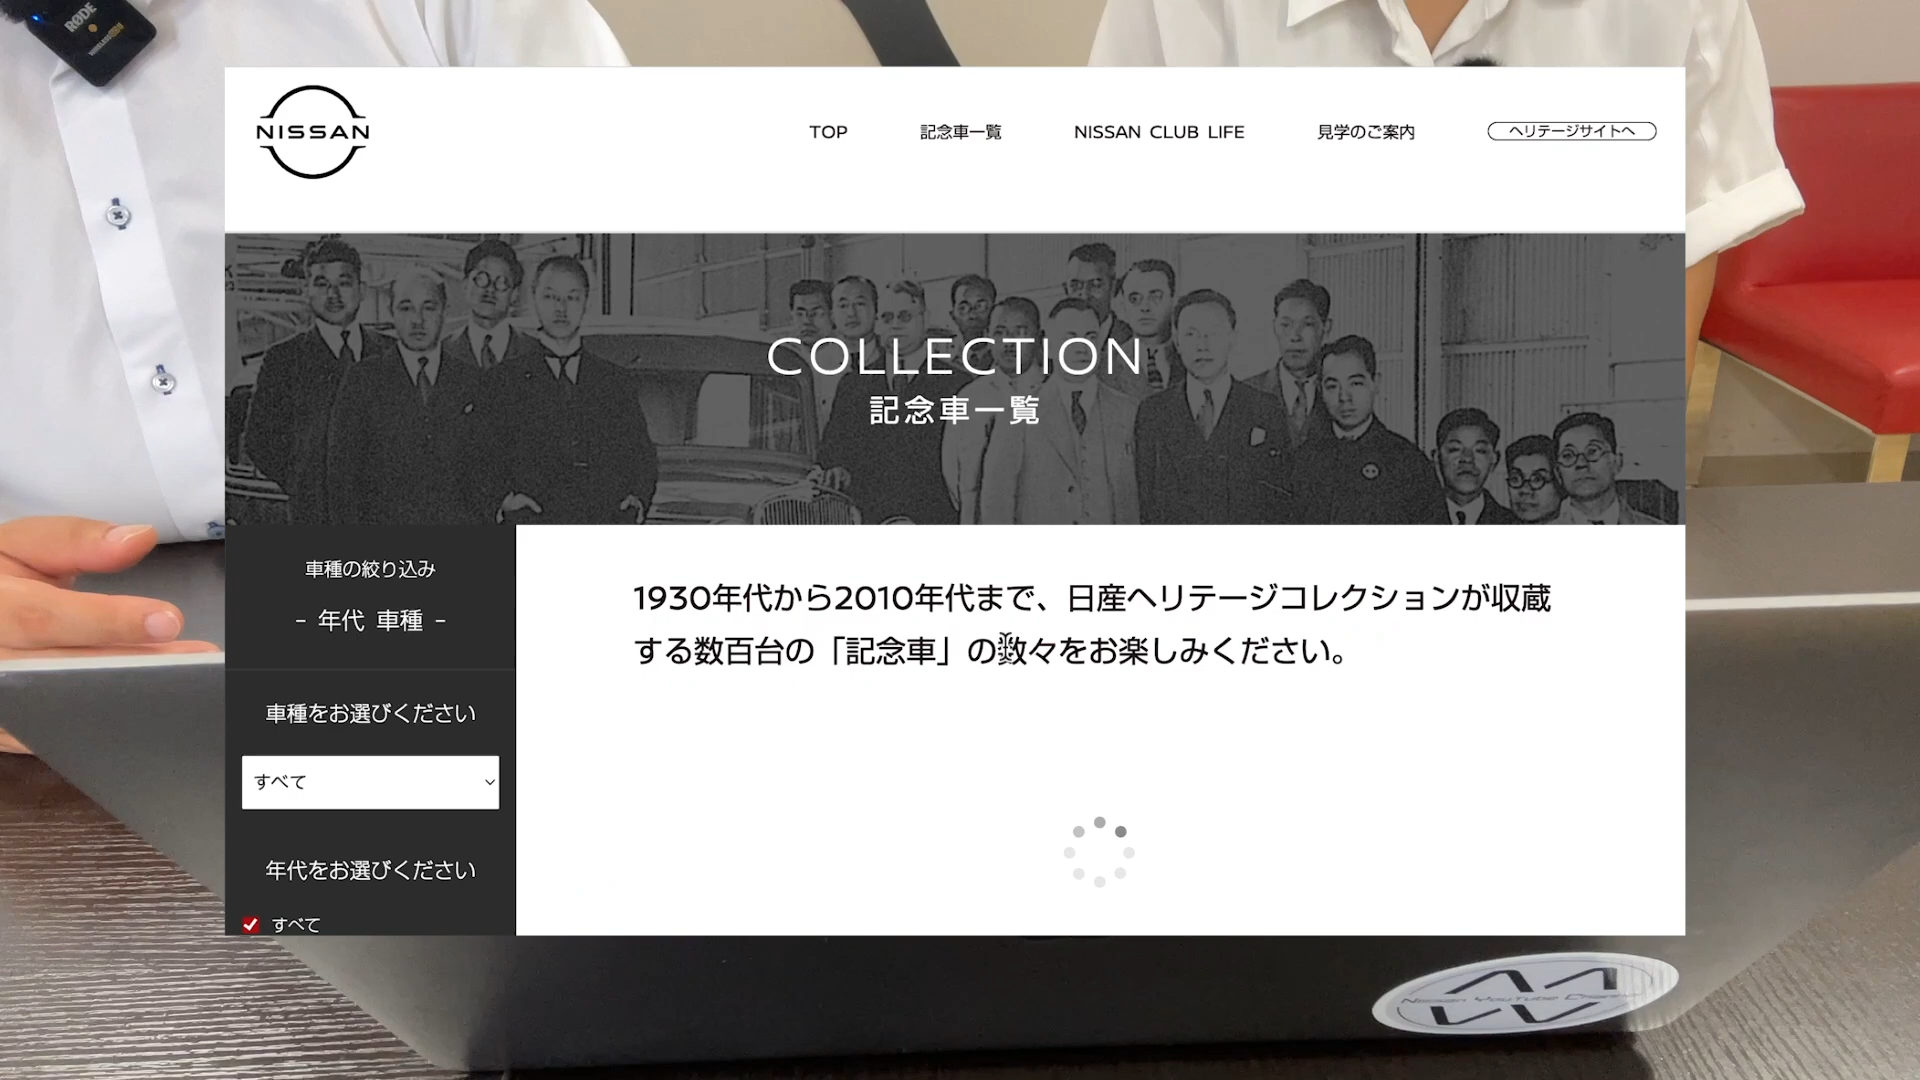 RØDE
WIRELESS GO
NISSAN
TOP
記念車一覧
NISSAN CLUB LIFE
見学のご案内
ヘリテージサイトへ
COLLECTION
記念車一覧
車種の絞り込み
- 年代 車種 -
車種をお選びください
すべて
年代をお選びください
すべて
1930年代から2010年代まで、日産ヘリテージコレクションが収蔵
する数百台の「記念車」の数々をお楽しみください。
Nissan YouTube